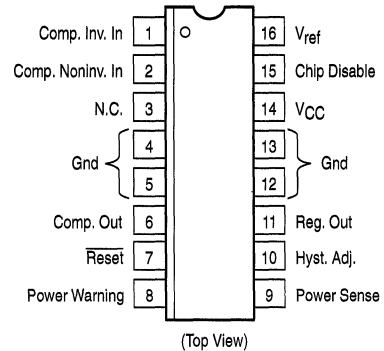 Comp. Inv. In 1 16 Vref
Comp. Noninv. In 2 15 Chip Disable
N.C. 3 14 VCC
4 13
Gnd Gnd
5 12
Comp. Out 6 11 Reg. Out
Reset 7 10 Hyst. Adj.
Power Warning 8 9 Power Sense
(Top View)